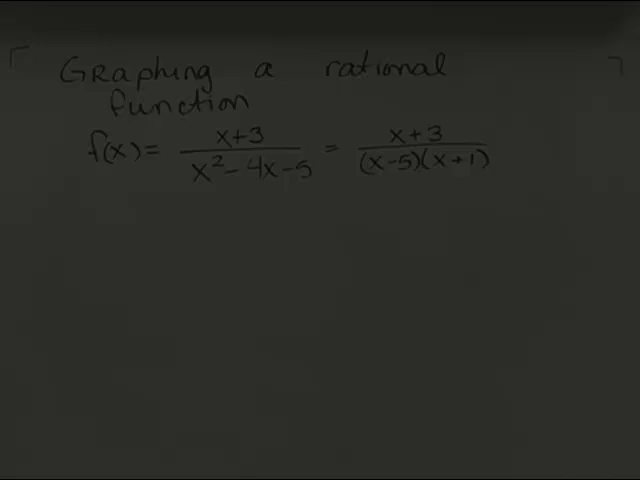 Graphing a rational
function
f(x) = x+3 / x² - 4x - 5 = x+3 / (x-5)(x+1)